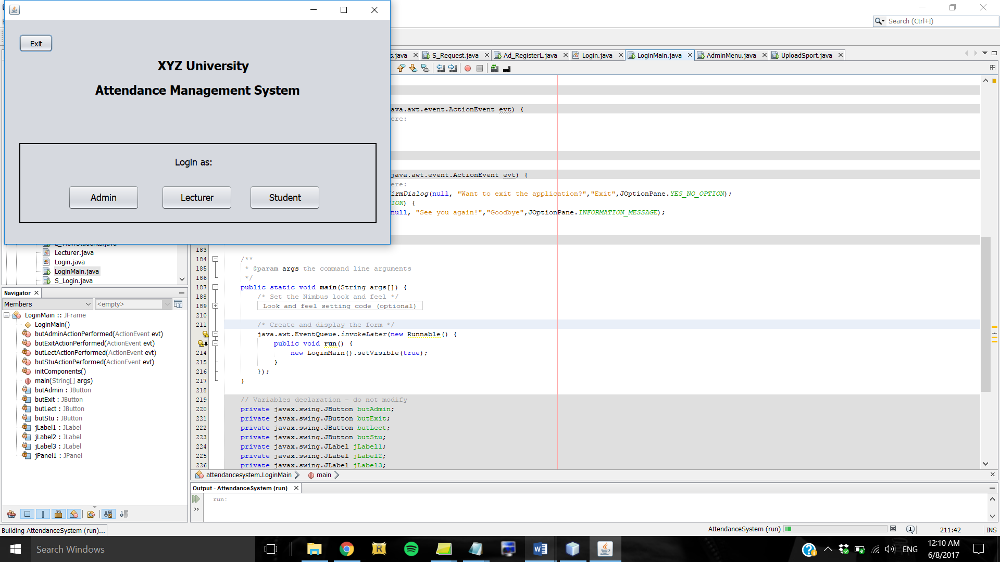 Exit
XYZ University
Attendance Management System
Login as:
Admin Lecturer Student
Search (Ctrl+I)
s.java S_Request.java Ad_RegisterL.java Login.java LoginMain.java AdminMenu.java UploadSport.java
ava.awt.event.ActionEvent evt) {
ere:
java.awt.event.ActionEvent evt) {
ere:
firmDialog(null, "Want to exit the application?","Exit",JOptionPane.YES_NO_OPTION);
ION) {
null, "See you again!","Goodbye",JOptionPane.INFORMATION_MESSAGE);
L_ViewStudents.java
Lecturer.java
Login.java
LoginMain.java
S_Login.java
183
184 /**
185 * @param args the command line arguments
186 */
187 public static void main(String args[]) {
188 /* Set the Nimbus look and feel */
189 Look and feel setting code (optional)
210
211 /* Create and display the form */
java.awt.EventQueue.invokeLater(new Runnable() {
public void run() {
214 new LoginMain().setVisible(true);
215 }
216 });
217 }
218
219 // Variables declaration - do not modify
220 private javax.swing.JButton butAdmin;
221 private javax.swing.JButton butExit;
222 private javax.swing.JButton butLect;
223 private javax.swing.JButton butStu;
224 private javax.swing.JLabel jLabel1;
225 private javax.swing.JLabel jLabel2;
226 private javax.swing.JLabel jLabel3;
attendancesystem.LoginMain main
Navigator
Members <empty>
LoginMain :: JFrame
LoginMain()
butAdminActionPerformed(ActionEvent evt)
butExitActionPerformed(ActionEvent evt)
butLectActionPerformed(ActionEvent evt)
butStuActionPerformed(ActionEvent evt)
initComponents()
main(String[] args)
butAdmin : JButton
butExit : JButton
butLect : JButton
butStu : JButton
jLabel1 : JLabel
jLabel2 : JLabel
jLabel3 : JLabel
jPanel1 : JPanel
Output - AttendanceSystem (run)
run:
Building AttendanceSystem (run)...
AttendanceSystem (run)
211:42 INS
Search Windows
ENG
12:10 AM
6/8/2017